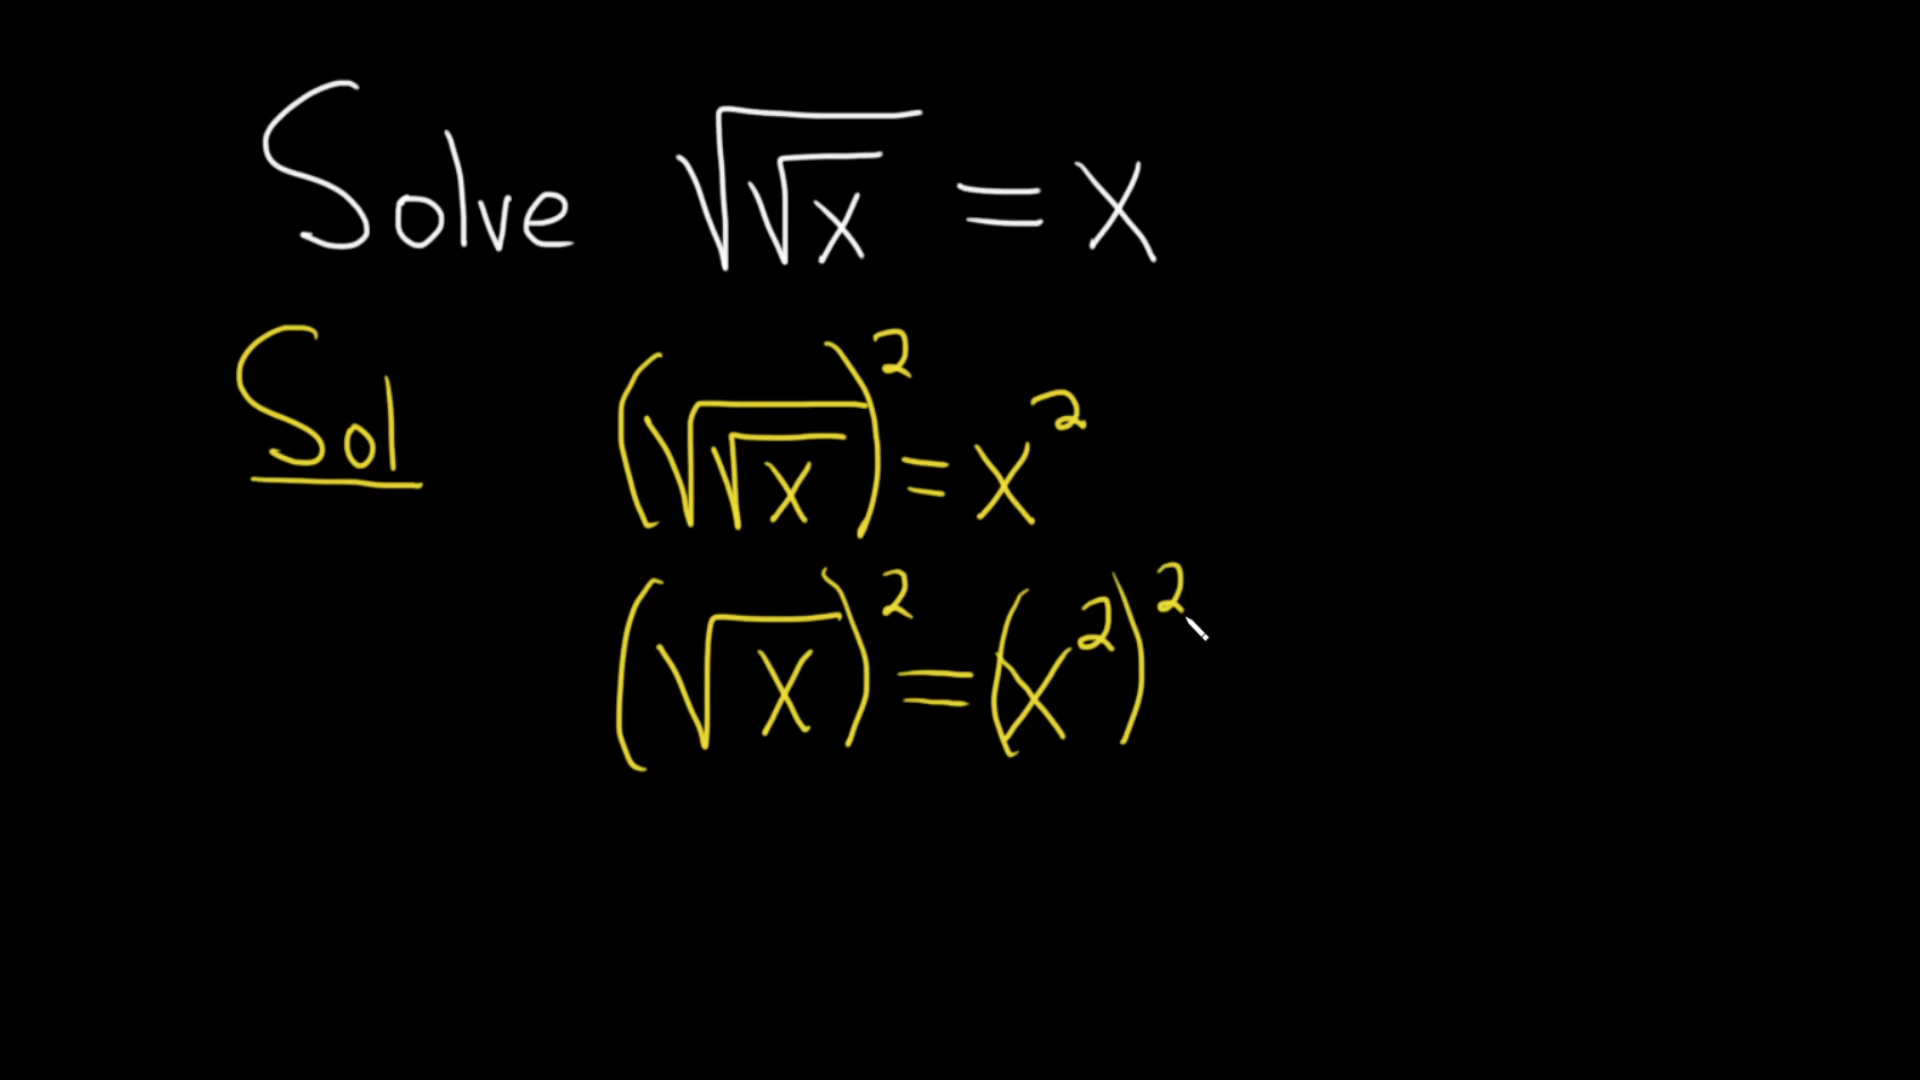 Solve √√x = x
Sol (√√x)² = x²
(√x)² = (x²)²